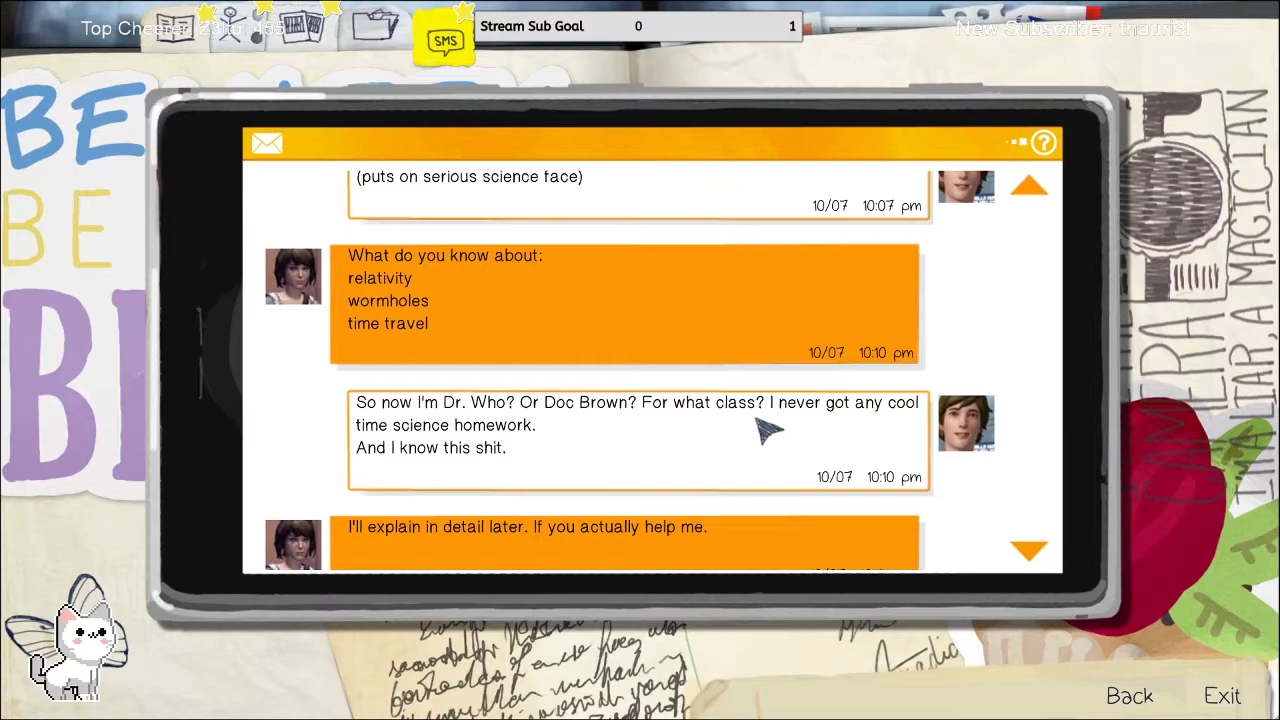 SMS
Stream Sub Goal
0
1
BE
BE
(puts on serious science face)
10/07 10:07 pm
What do you know about:
relativity
wormholes
time travel
10/07 10:10 pm
So now I'm Dr. Who? Or Doc Brown? For what class? I never got any cool
time science homework.
And I know this shit.
10/07 10:10 pm
I'll explain in detail later. If you actually help me.
CAMERA
LIAR, A MAGICIAN
Back
Exit